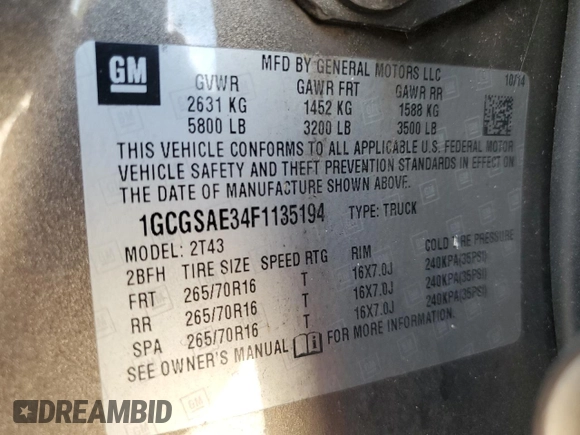 GM
MFD BY GENERAL MOTORS LLC
10/14
GVWR GAWR FRT GAWR RR
2631 KG 1452 KG 1588 KG
5800 LB 3200 LB 3500 LB
THIS VEHICLE CONFORMS TO ALL APPLICABLE U.S. FEDERAL MOTOR
VEHICLE SAFETY AND THEFT PREVENTION STANDARDS IN EFFECT ON
THE DATE OF MANUFACTURE SHOWN ABOVE.
1GCGSAE34F1135194 TYPE: TRUCK
MODEL: 2T43
2BFH TIRE SIZE SPEED RTG RIM COLD TIRE PRESSURE
FRT 265/70R16 T 16X7.0J 240KPA(35PSI)
RR 265/70R16 T 16X7.0J 240KPA(35PSI)
SPA 265/70R16 T 16X7.0J 240KPA(35PSI)
SEE OWNER'S MANUAL FOR MORE INFORMATION.
DREAMBID